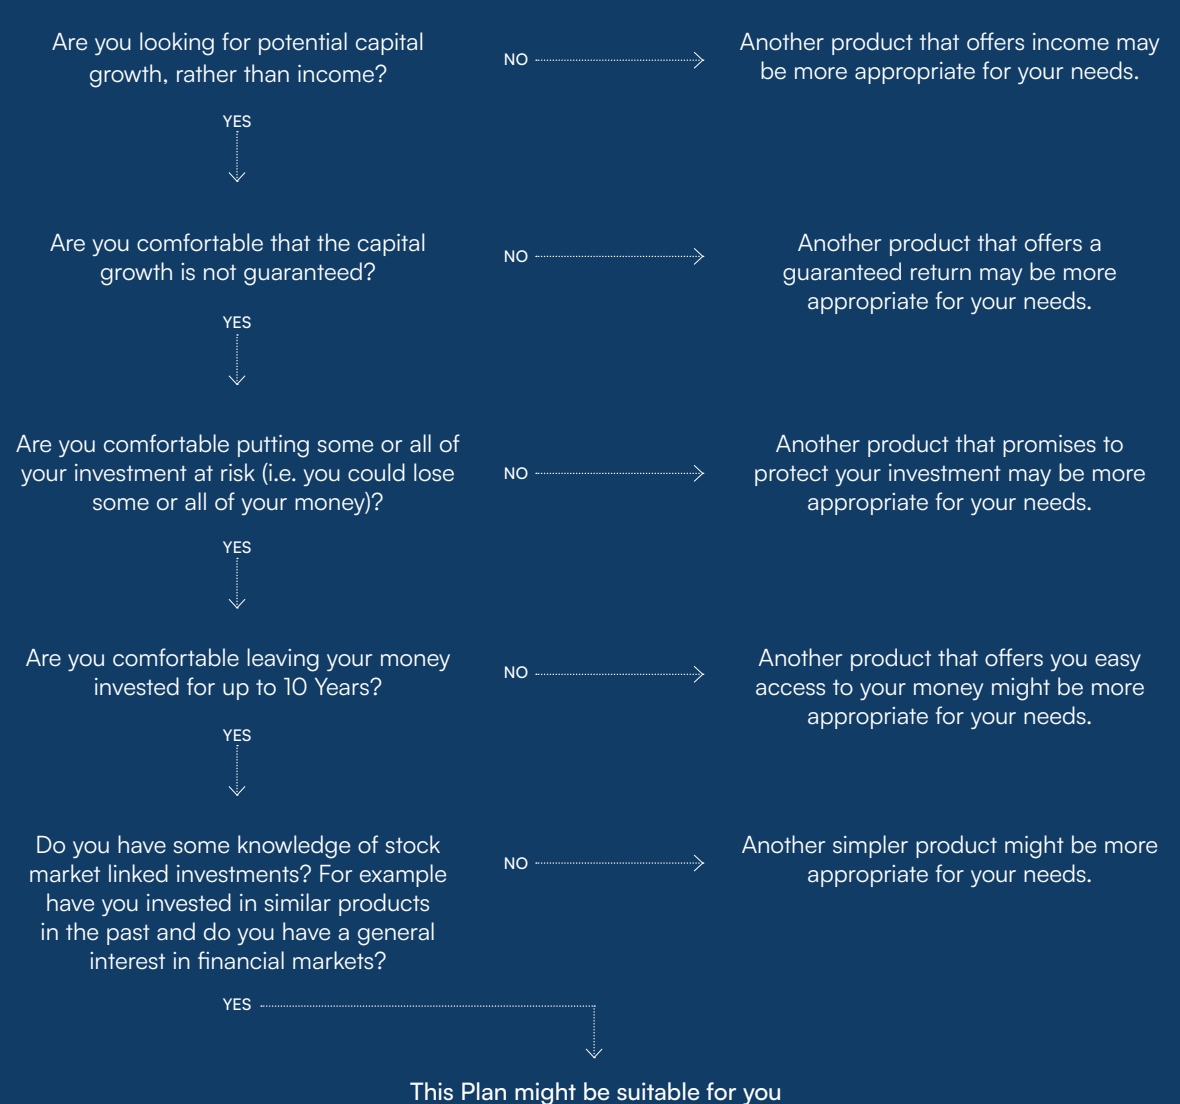 Are you looking for potential capital
growth, rather than income?
NO
Another product that offers income may
be more appropriate for your needs.
YES
Are you comfortable that the capital
growth is not guaranteed?
NO
Another product that offers a
guaranteed return may be more
appropriate for your needs.
YES
Are you comfortable putting some or all of
your investment at risk (i.e. you could lose
some or all of your money)?
NO
Another product that promises to
protect your investment may be more
appropriate for your needs.
YES
Are you comfortable leaving your money
invested for up to 10 Years?
NO
Another product that offers you easy
access to your money might be more
appropriate for your needs.
YES
Do you have some knowledge of stock
market linked investments? For example
have you invested in similar products
in the past and do you have a general
interest in financial markets?
NO
Another simpler product might be more
appropriate for your needs.
YES
This Plan might be suitable for you